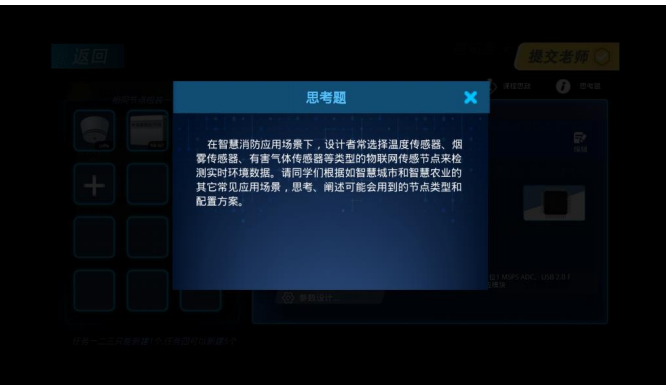 返回
提交老师
思考题
思考题
在智慧消防应用场景下，设计者常选择温度传感器、烟
雾传感器、有害气体传感器等类型的物联网传感节点来检
测实时环境数据。请同学们根据如智慧城市和智慧农业的
其它常见应用场景，思考、阐述可能会用到的节点类型和
配置方案。